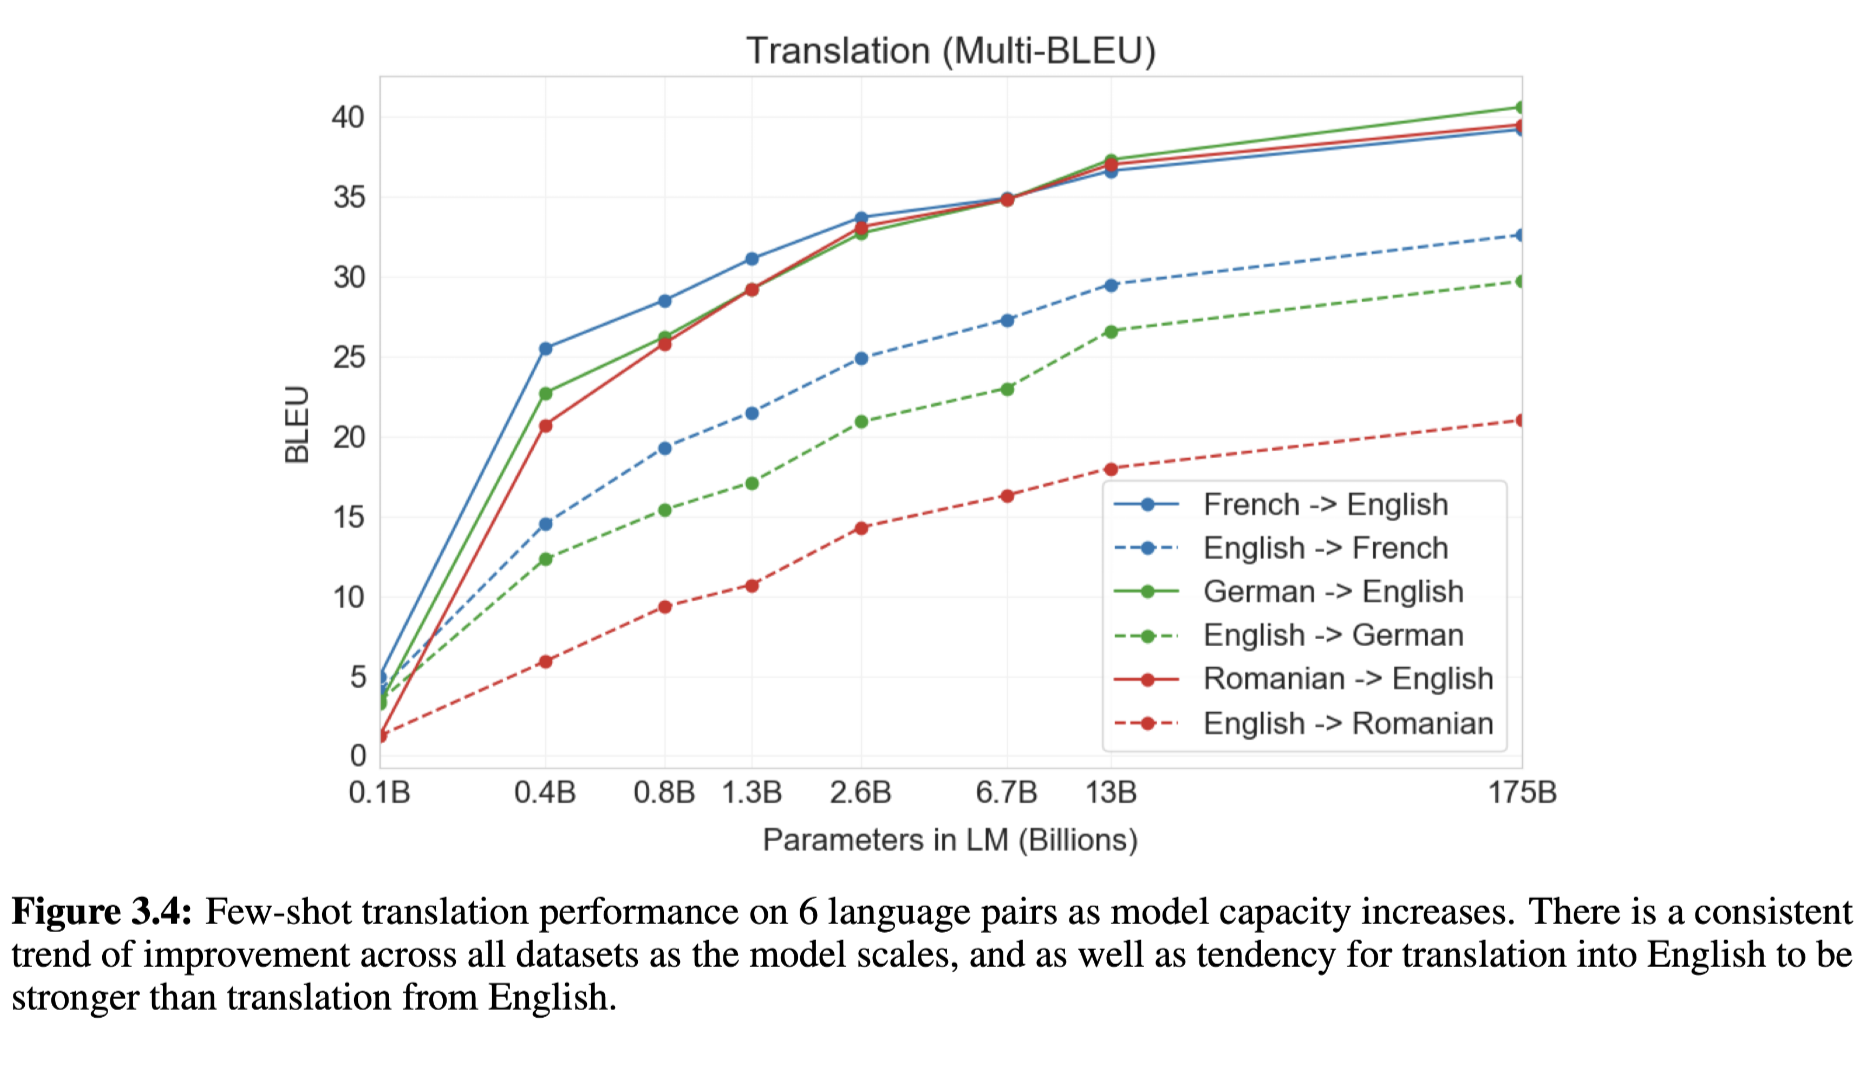 Translation (Multi-BLEU)
40
35
30
25
20
15
10
5
0
BLEU
0.1B 0.4B 0.8B 1.3B 2.6B 6.7B 13B 175B
Parameters in LM (Billions)
French -> English
English -> French
German -> English
English -> German
Romanian -> English
English -> Romanian
Figure 3.4: Few-shot translation performance on 6 language pairs as model capacity increases. There is a consistent
trend of improvement across all datasets as the model scales, and as well as tendency for translation into English to be
stronger than translation from English.